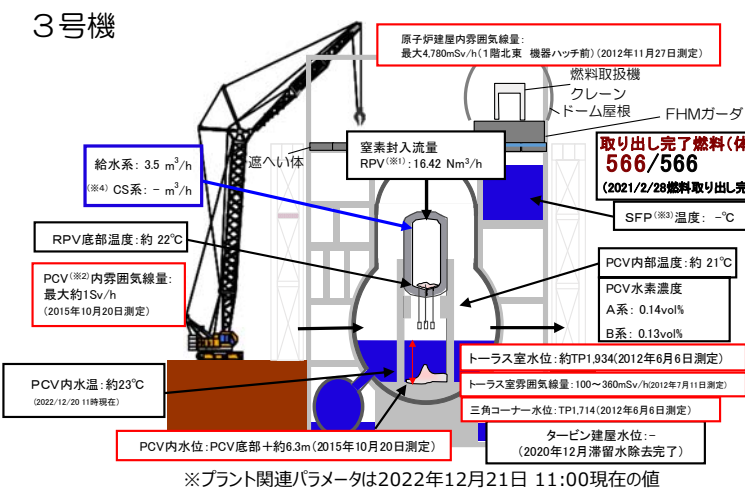 3号機
原子炉建屋内雰囲気線量:
最大4,780mSv/h(1階北東 機器ハッチ前)(2012年11月27日測定)
燃料取扱機
クレーン
ドーム屋根
FHMガーダ
遮へい体
窒素封入流量
RPV(※1):16.42 Nm³/h
給水系: 3.5 m³/h
(※4) CS系: − m³/h
取り出し完了燃料(体
566/566
(2021/2/28燃料取り出し完
SFP(※3)温度: −℃
RPV底部温度:約 22℃
PCV(※2)内雰囲気線量:
最大約1Sv/h
(2015年10月20日測定)
PCV内部温度:約 21℃
PCV水素濃度
A系: 0.14vol%
B系: 0.13vol%
トーラス室水位:約TP1,934(2012年6月6日測定)
トーラス室雰囲気線量:100~360mSv/h(2012年7月11日測定)
三角コーナー水位:TP1,714(2012年6月6日測定)
PCV内水温:約23℃
(2022/12/20 11時現在)
PCV内水位:PCV底部+約6.3m(2015年10月20日測定)
タービン建屋水位:−
(2020年12月滞留水除去完了)
※プラント関連パラメータは2022年12月21日 11:00現在の値